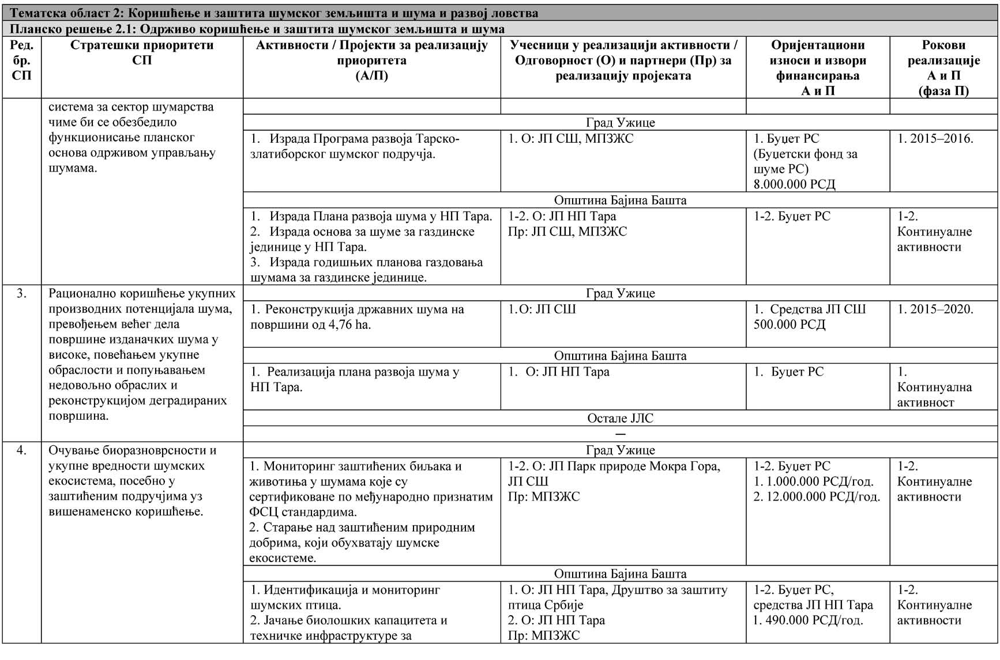 Тематска област 2: Коришћење и заштита шумског земљишта и шума и развој ловства
Планско решење 2.1: Одрживо коришћење и заштита шумског земљишта и шума
Ред.
бр.
СП
Стратешки приоритети
СП
Активности / Пројекти за реализацију
приоритета
(А/П)
Учесници у реализацији активности /
Одговорност (О) и партнери (Пр) за
реализацију пројеката
Оријентациони
износи и извори
финансирања
А и П
Рокови
реализације
А и П
(фаза П)
система за сектор шумарства
чиме би се обезбедило
функционисање планског
основа одрживом управљању
шумама.
Град Ужице
1. Израда Програма развоја Тарско-
златиборског шумског подручја.
1. О: ЈП СШ, МПЗЖС
1. Буџет РС
(Буџетски фонд за
шуме РС)
8.000.000 РСД
1. 2015–2016.
Општина Бајина Башта
1. Израда Плана развоја шума у НП Тара.
2. Израда основа за шуме за газдинске
јединице у НП Тара.
3. Израда годишњих планова газдовања
шумама за газдинске јединице.
1-2. О: ЈП НП Тара
Пр: ЈП СШ, МПЗЖС
1-2. Буџет РС
1-2.
Континуалне
активности
3.
Рационално коришћење укупних
производних потенцијала шума,
превођењем већег дела
површине изданачких шума у
високе, повећањем укупне
обраслости и попуњавањем
недовољно обраслих и
реконструкцијом деградираних
површина.
Град Ужице
1. Реконструкција државних шума на
површини од 4,76 ha.
1.О: ЈП СШ
1. Средства ЈП СШ
500.000 РСД
1. 2015–2020.
Општина Бајина Башта
1. Реализација плана развоја шума у
НП Тара.
1. О: ЈП НП Тара
1. Буџет РС
1.
Континуална
активност
Остале ЈЛС
—
4.
Очување биоразноврсности и
укупне вредности шумских
екосистема, посебно у
заштићеним подручјима уз
вишенаменско коришћење.
Град Ужице
1. Мониторинг заштићених биљака и
животиња у шумама које су
сертификоване по међународно признатим
ФСЦ стандардима.
2. Старање над заштићеним природним
добрима, који обухватају шумске
екосистеме.
1-2. О: ЈП Парк природе Мокра Гора,
ЈП СШ
Пр: МПЗЖС
1-2. Буџет РС
1. 1.000.000 РСД/год.
2. 12.000.000 РСД/год.
1-2.
Континуалне
активности
Општина Бајина Башта
1. Идентификација и мониторинг
шумских птица.
2. Јачање биолошких капацитета и
техничке инфраструктуре за
1. О: ЈП НП Тара, Друштво за заштиту
птица Србије
2. О: ЈП НП Тара
Пр: МПЗЖС
1-2. Буџет РС,
средства ЈП НП Тара
1. 490.000 РСД/год.
1-2.
Континуалне
активности